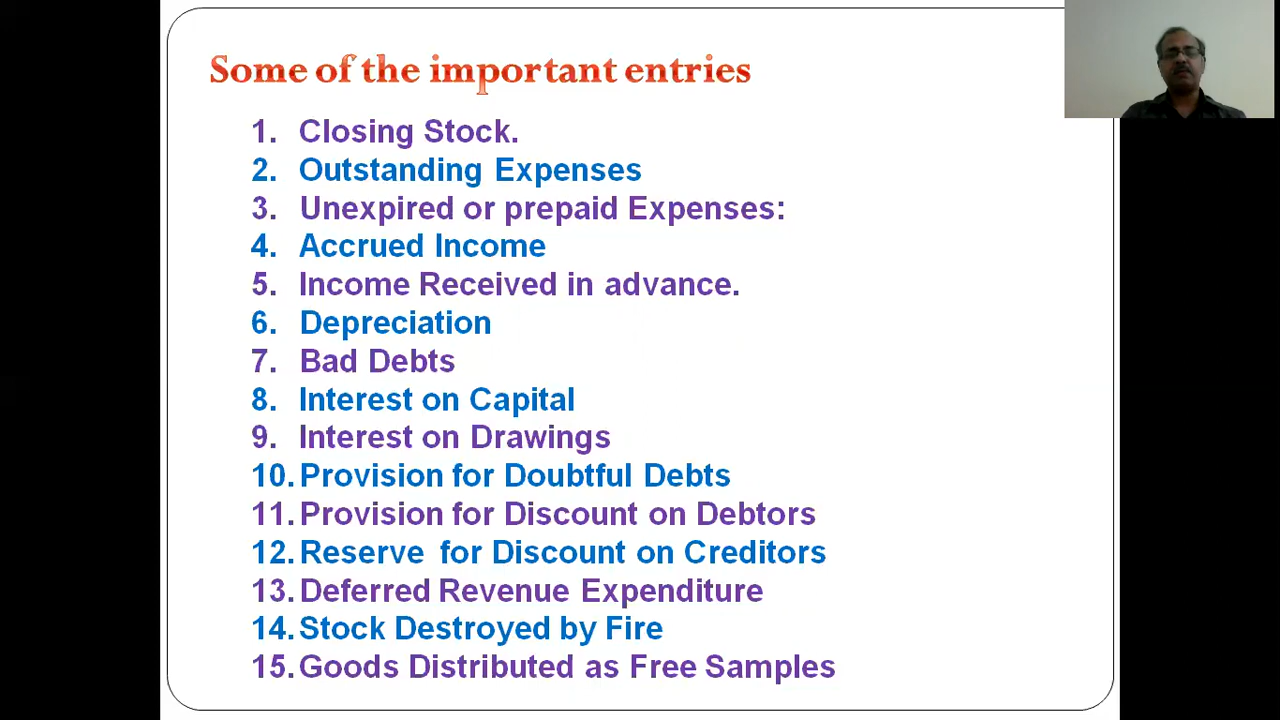 Some of the important entries
1. Closing Stock.
2. Outstanding Expenses
3. Unexpired or prepaid Expenses:
4. Accrued Income
5. Income Received in advance.
6. Depreciation
7. Bad Debts
8. Interest on Capital
9. Interest on Drawings
10. Provision for Doubtful Debts
11. Provision for Discount on Debtors
12. Reserve for Discount on Creditors
13. Deferred Revenue Expenditure
14. Stock Destroyed by Fire
15. Goods Distributed as Free Samples